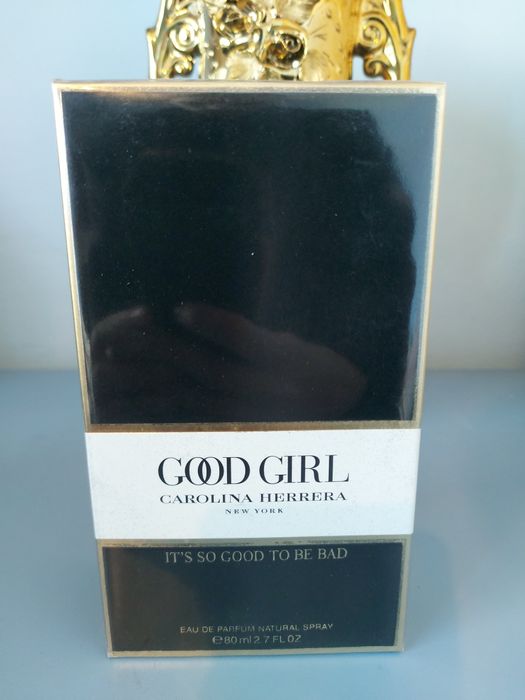 GOOD GIRL
CAROLINA HERRERA
NEW YORK
IT'S SO GOOD TO BE BAD
EAU DE PARFUM NATURAL SPRAY
℮80 ml 2.7 FL OZ